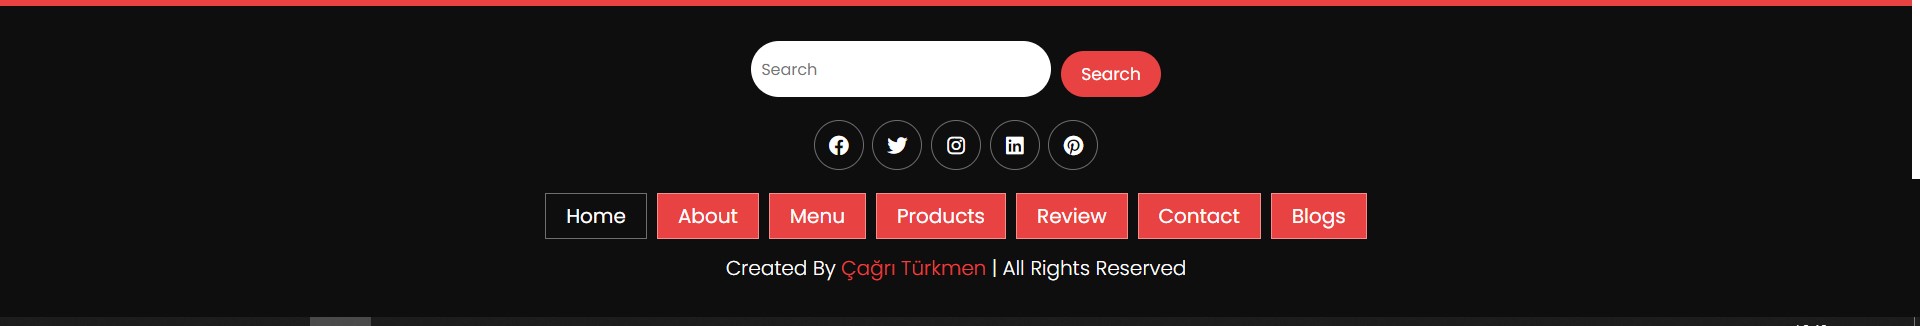 Search Search
Home About Menu Products Review Contact Blogs
Created By Çağrı Türkmen | All Rights Reserved